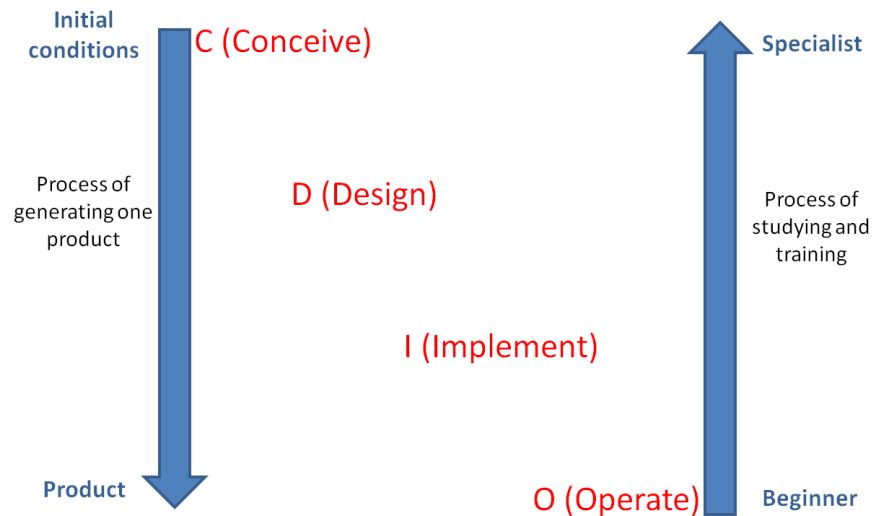 Initial
conditions
C (Conceive)
Specialist
Process of
generating one
product
D (Design)
Process of
studying and
training
I (Implement)
Product
O (Operate)
Beginner